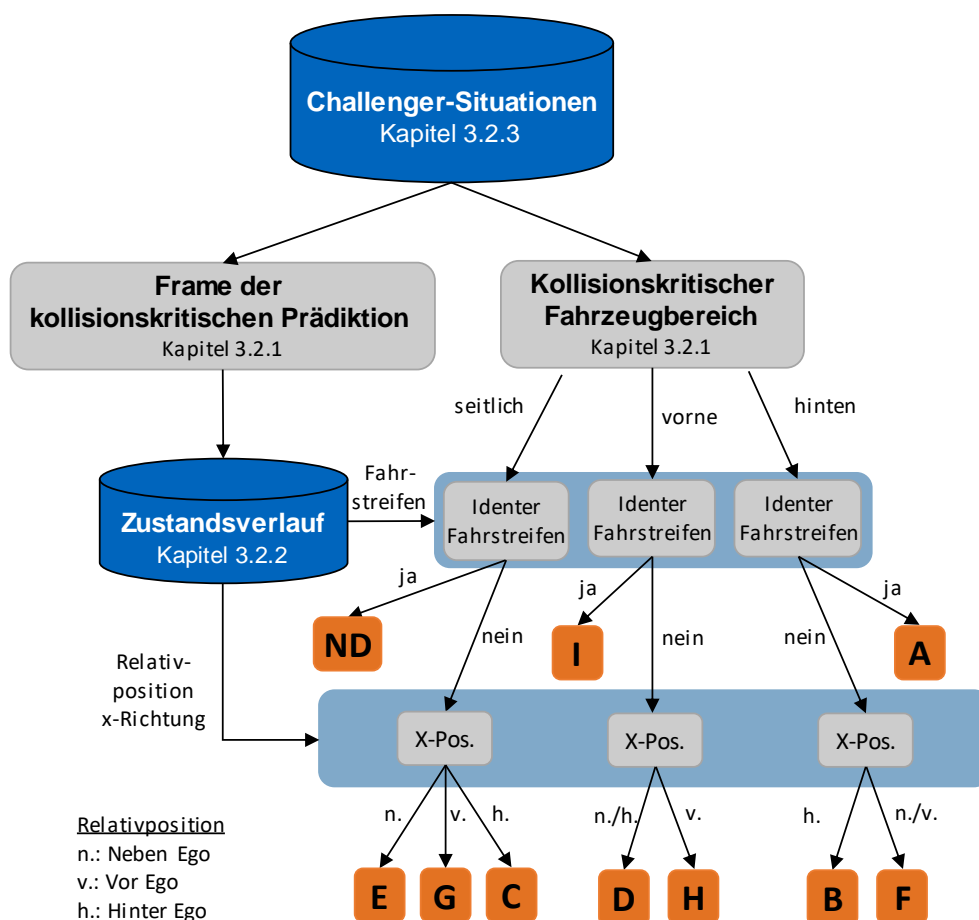 Challenger-Situationen
Kapitel 3.2.3
Frame der
kollisionskritischen Prädiktion
Kapitel 3.2.1
Kollisionskritischer
Fahrzeugbereich
Kapitel 3.2.1
seitlich
vorne
hinten
Zustandsverlauf
Kapitel 3.2.2
Fahr-
streifen
Identer
Fahrstreifen
Identer
Fahrstreifen
Identer
Fahrstreifen
ja
nein
ja
nein
nein
ja
ND
I
A
Relativ-
position
x-Richtung
X-Pos.
X-Pos.
X-Pos.
n.
v.
h.
n./h.
v.
h.
n./v.
E
G
C
D
H
B
F
Relativposition
n.: Neben Ego
v.: Vor Ego
h.: Hinter Ego